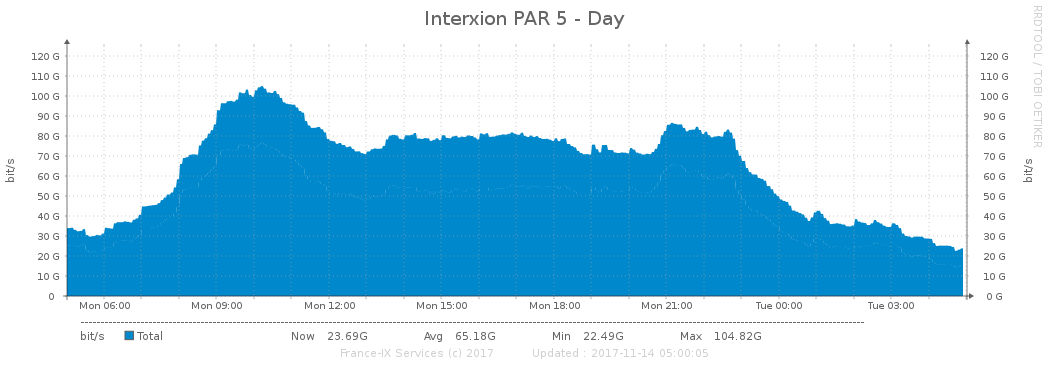 Interxion PAR 5 - Day
RRDTOOL / TOBI OETIKER
120 G 120 G
110 G 110 G
100 G 100 G
90 G 90 G
80 G 80 G
70 G 70 G
60 G 60 G
50 G 50 G
40 G 40 G
30 G 30 G
20 G 20 G
10 G 10 G
0 0 G
bit/s
bit/s
Mon 06:00 Mon 09:00 Mon 12:00 Mon 15:00 Mon 18:00 Mon 21:00 Tue 00:00 Tue 03:00
bit/s Total Now 23.69G Avg 65.18G Min 22.49G Max 104.82G
France-IX Services (c) 2017 Updated : 2017-11-14 05:00:05